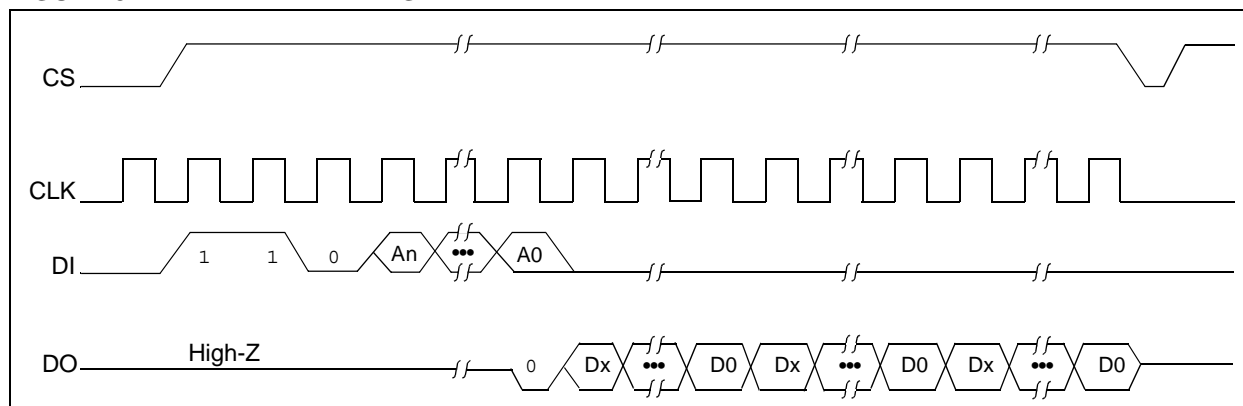 CS
CLK
DI 1 1 0 An ••• A0
High-Z
DO 0 Dx ••• D0 Dx ••• D0 Dx ••• D0